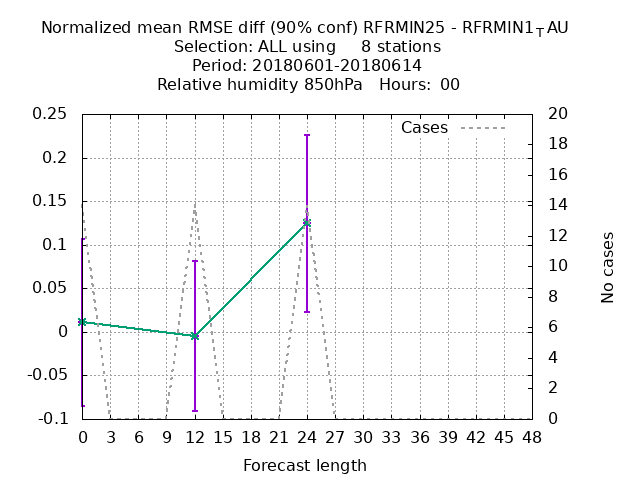 Normalized mean RMSE diff (90% conf) RFRMIN25 - RFRMIN1_TAU
Selection: ALL using     8 stations
Period: 20180601-20180614
Relative humidity 850hPa   Hours:  00
0.25
0.2
0.15
0.1
0.05
0
-0.05
-0.1
Cases
20
18
16
14
12
10
8
6
4
2
0
No cases
0 3 6 9 12 15 18 21 24 27 30 33 36 39 42 45 48
Forecast length